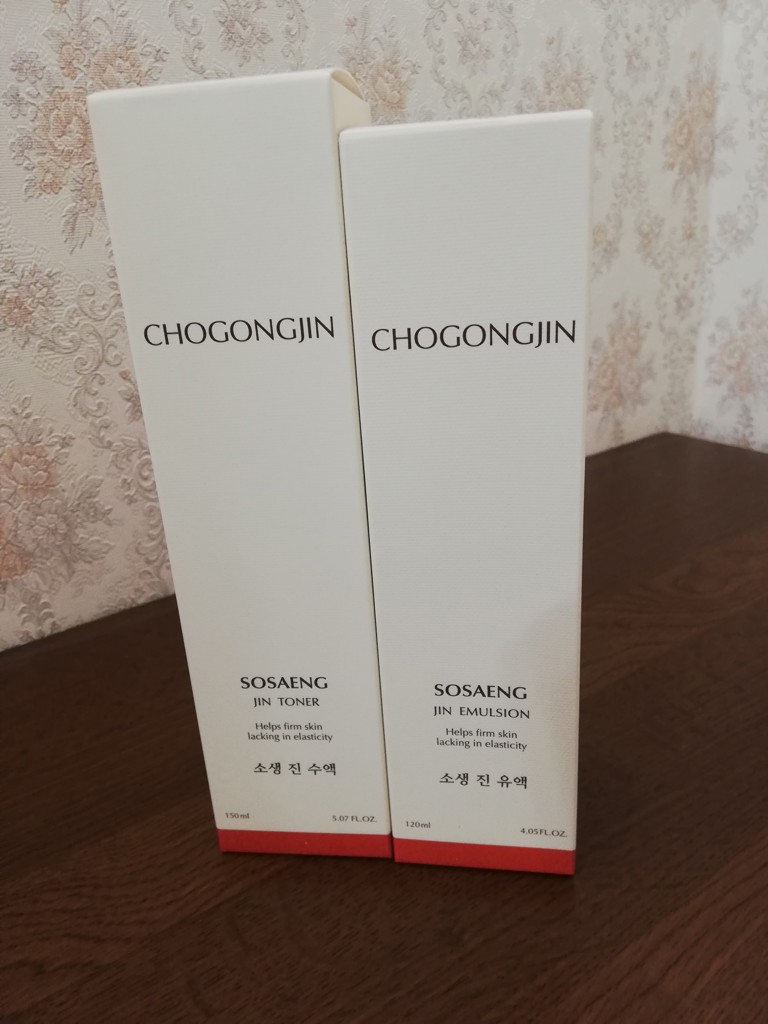 CHOGONGJIN
SOSAENG
JIN TONER
Helps firm skin
lacking in elasticity
소생 진 수액
150ml 5.07 FL.OZ.
CHOGONGJIN
SOSAENG
JIN EMULSION
Helps firm skin
lacking in elasticity
소생 진 유액
120ml 4.05FL.OZ.